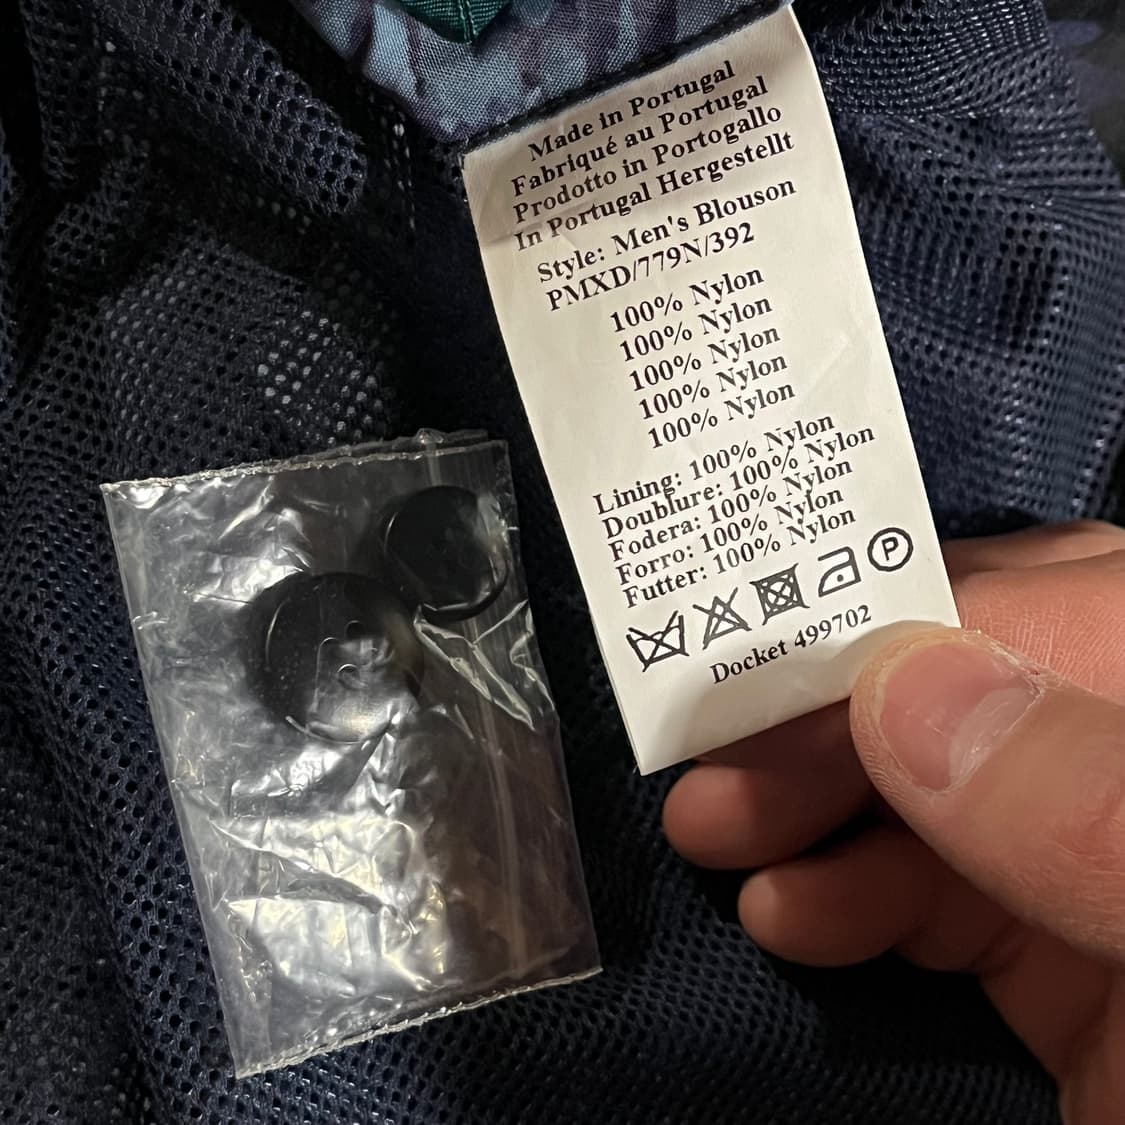 Made in Portugal
Fabriqué au Portugal
Prodotto in Portogallo
In Portugal Hergestellt
Style: Men's Blouson
PMXD/779N/392
100% Nylon
100% Nylon
100% Nylon
100% Nylon
100% Nylon
Lining: 100% Nylon
Doublure: 100% Nylon
Fodera: 100% Nylon
Forro: 100% Nylon
Futter: 100% Nylon
P
Docket 499702